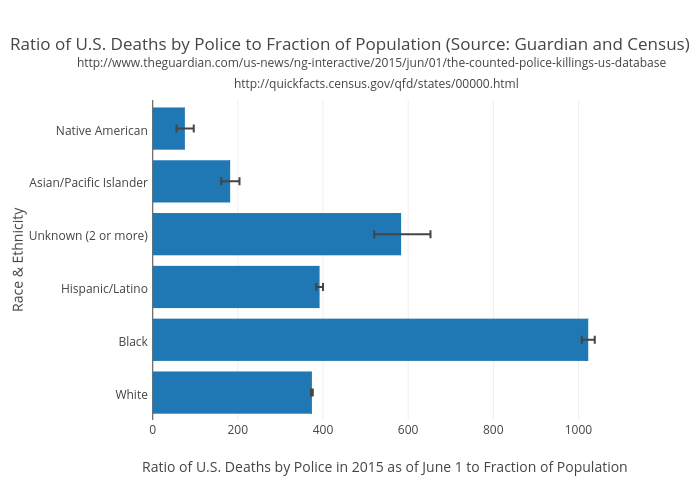 Ratio of U.S. Deaths by Police to Fraction of Population (Source: Guardian and Census)
http://www.theguardian.com/us-news/ng-interactive/2015/jun/01/the-counted-police-killings-us-database
http://quickfacts.census.gov/qfd/states/00000.html
Race & Ethnicity
Native American
Asian/Pacific Islander
Unknown (2 or more)
Hispanic/Latino
Black
White
0 200 400 600 800 1000
Ratio of U.S. Deaths by Police in 2015 as of June 1 to Fraction of Population